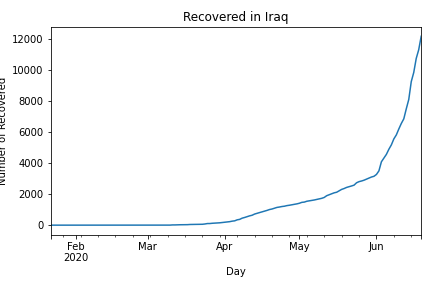 Recovered in Iraq
Number of Recovered
12000
10000
8000
6000
4000
2000
0
Feb
2020
Mar
Apr
May
Jun
Day